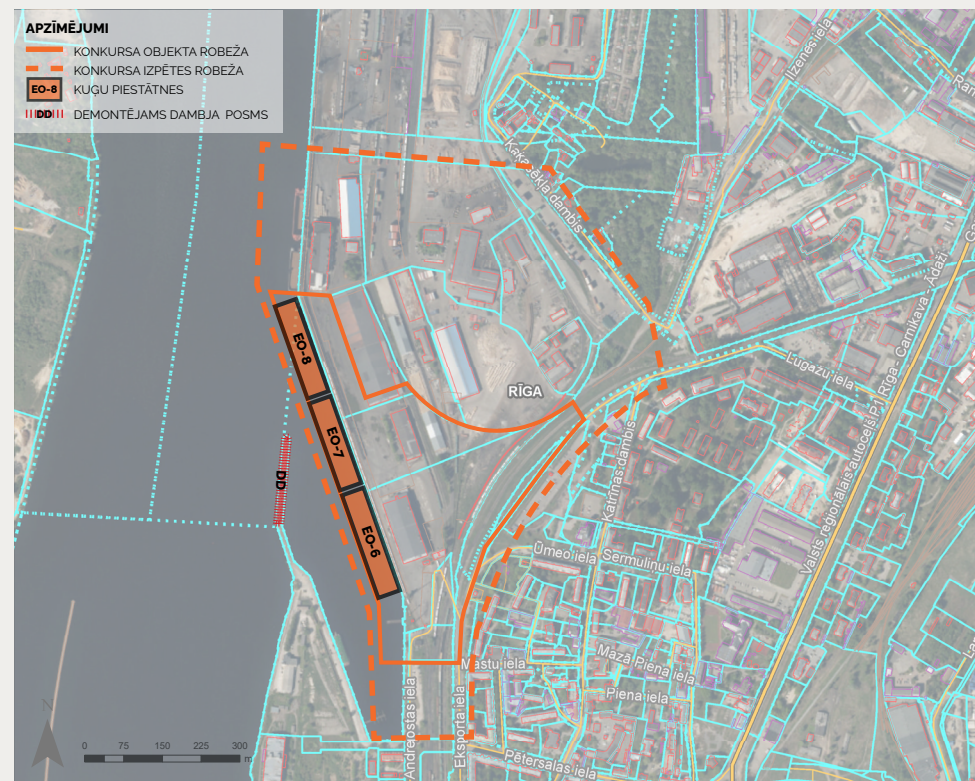 APZĪMĒJUMI
KONKURSA OBJEKTA ROBEŽA
KONKURSA IZPĒTES ROBEŽA
EO-8 KUĢU PIESTĀTNES
DD DEMONTĒJAMS DAMBJA POSMS
Ilzenes iela
Kaķasēkļa dambis
EO-8
RĪGA
Lugažu iela
Valsts reģionālais autoceļš P1 Rīga - Carnikava - Ādaži
EO-7
DD
Katrīnas dambis
EO-6
Ūmeo iela
Sermuliņu iela
Mastu iela
Mazā Piena iela
Piena iela
Andrejostas iela
Eksporta iela
Pētersalas iela
N
0 75 150 225 300
m